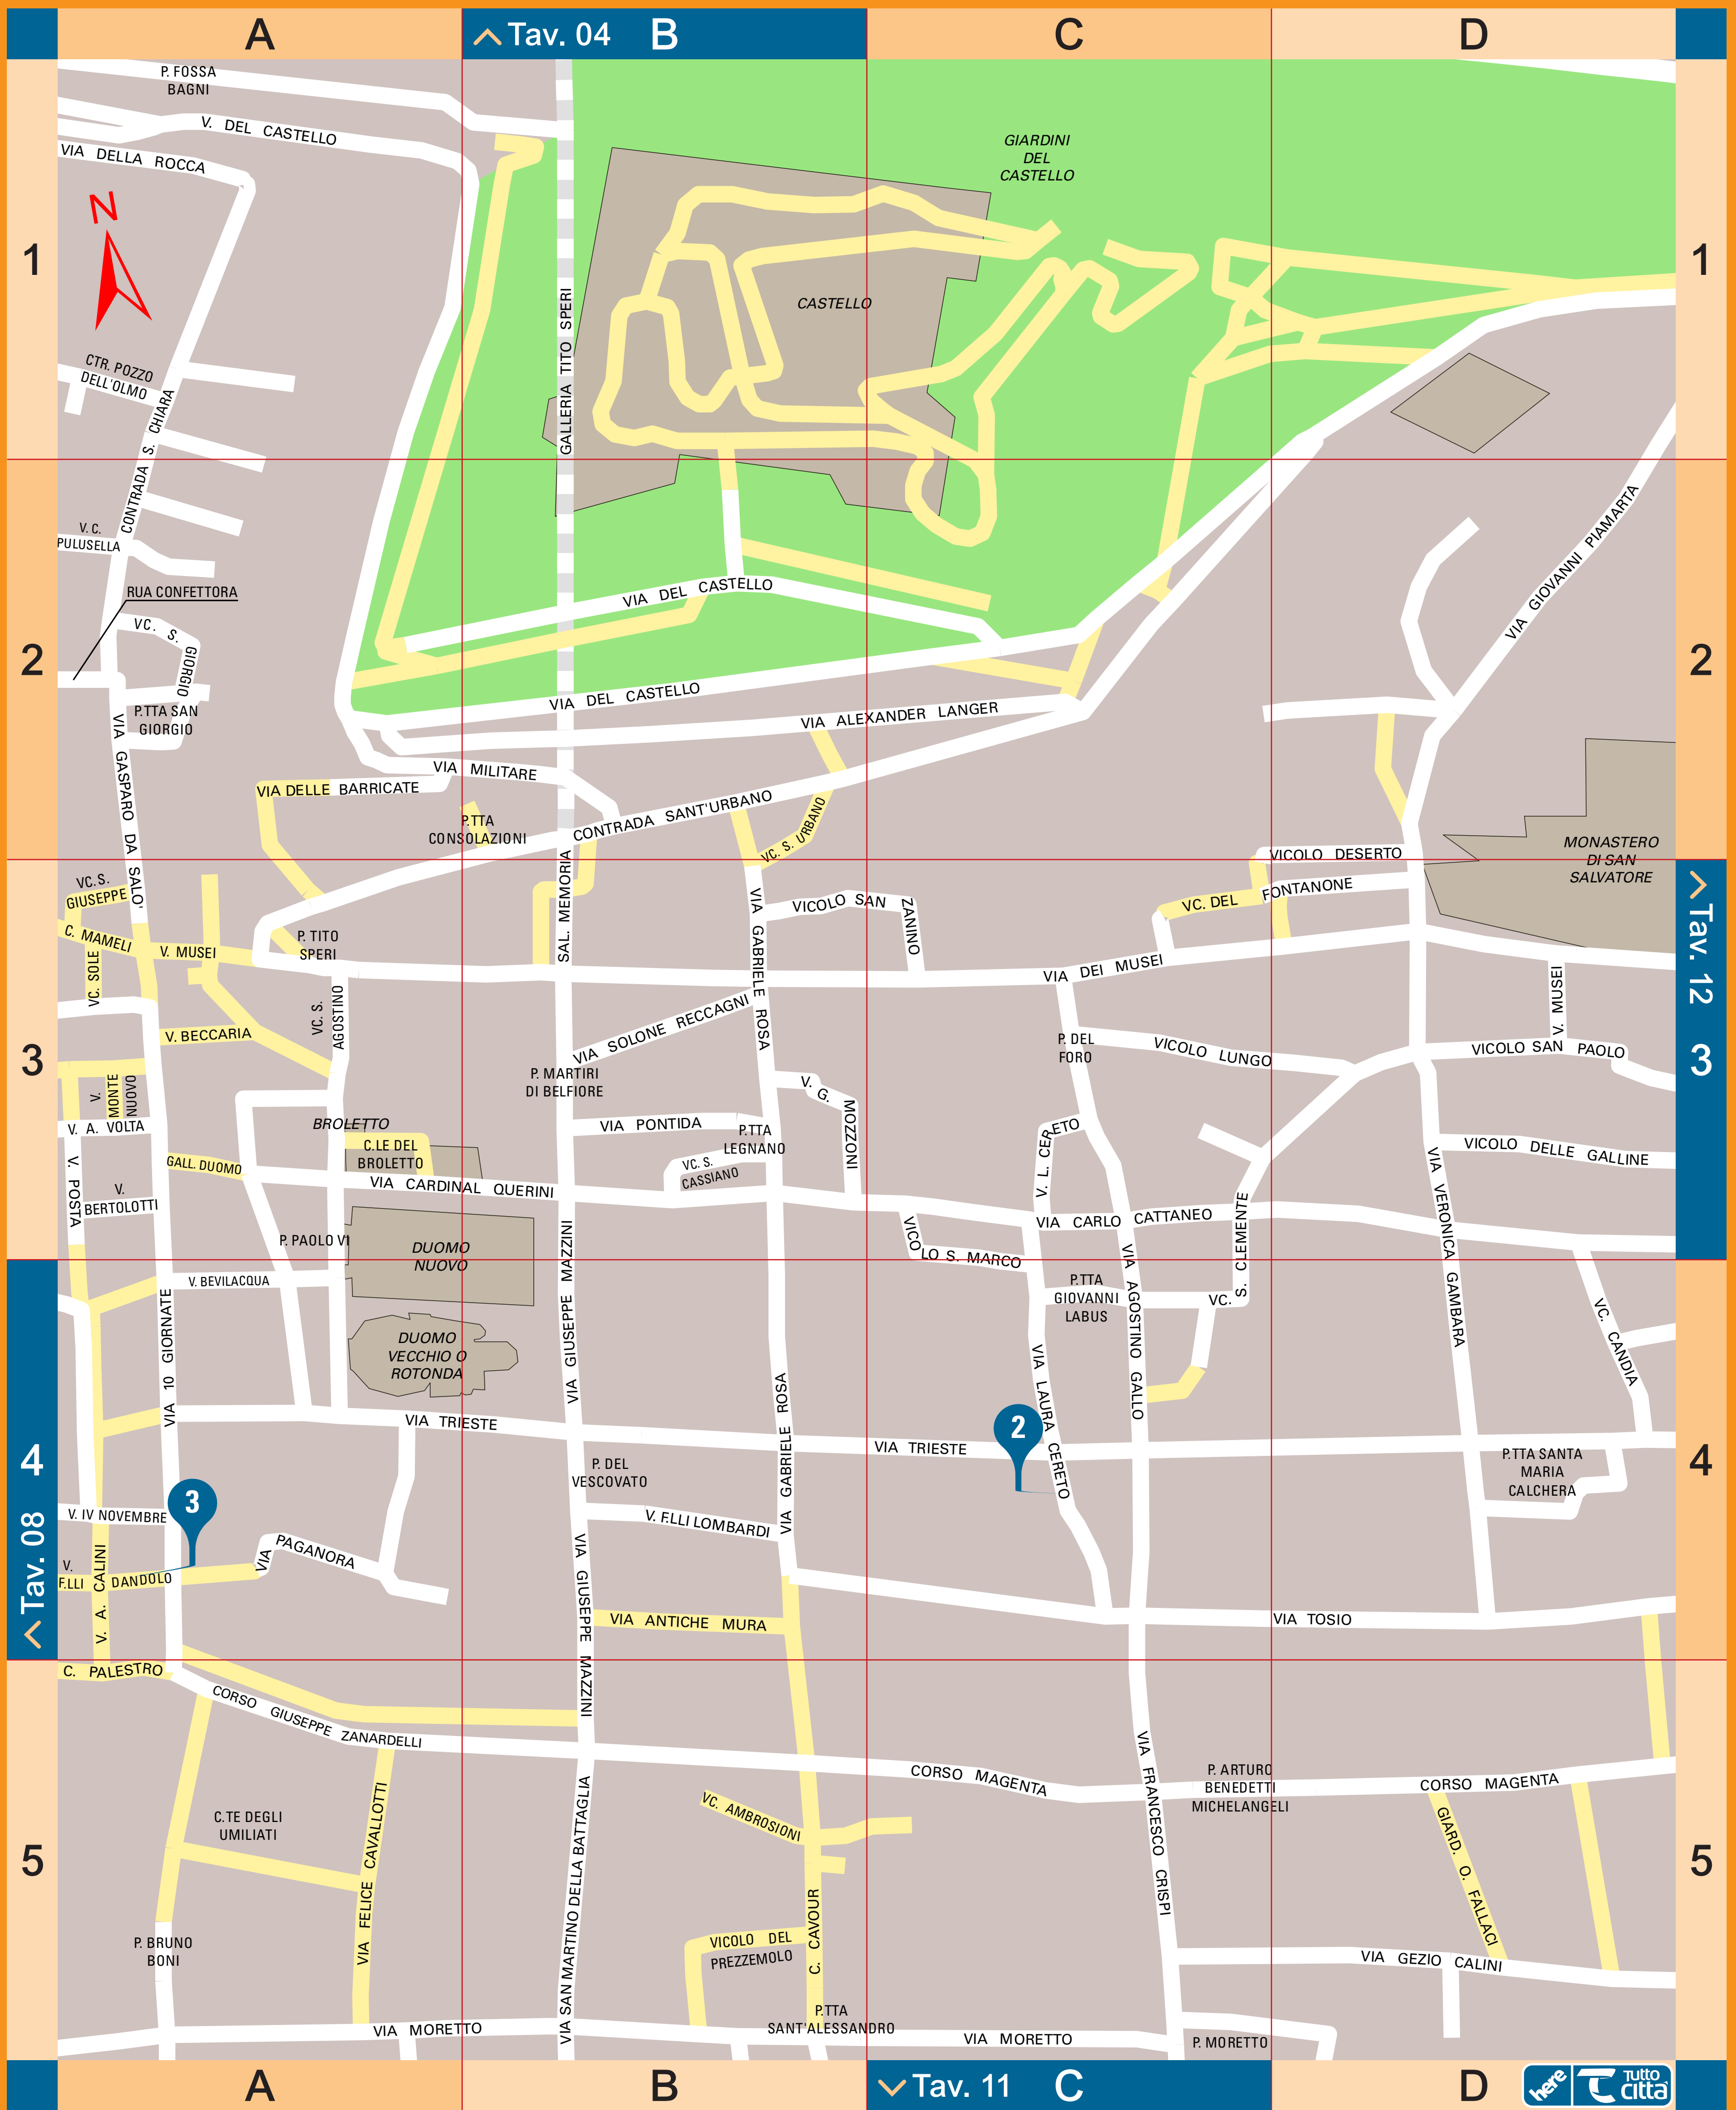 A
Tav. 04 B
C
D
P. FOSSA
BAGNI
V. DEL CASTELLO
VIA DELLA ROCCA
GIARDINI
DEL
CASTELLO
N
1
1
GALLERIA TITO SPERI
CASTELLO
CTR. POZZO
DELL'OLMO
CONTRADA S. CHIARA
V. C.
PULUSELLA
VIA GIOVANNI PIAMARTA
RUA CONFETTORA
VIA DEL CASTELLO
VC. S.
GIORGIO
2
2
P.TTA SAN
GIORGIO
VIA DEL CASTELLO
VIA ALEXANDER LANGER
VIA GASPARO DA SALO'
VIA MILITARE
VIA DELLE BARRICATE
P.TTA
CONSOLAZIONI
CONTRADA SANT'URBANO
VC. S. URBANO
VICOLO DESERTO
MONASTERO
DI SAN
SALVATORE
VC. S.
GIUSEPPE
SAL. MEMORIA
VIA GABRIELE ROSA
VICOLO SAN
ZANINO
VC. DEL
FONTANONE
Tav. 12
C. MAMELI
V. MUSEI
P. TITO
SPERI
VC. SOLE
VIA DEI MUSEI
V. MUSEI
VC. S.
AGOSTINO
V. BECCARIA
VIA SOLONE RECCAGNI
P. DEL
FORO
VICOLO LUNGO
VICOLO SAN PAOLO
3
3
P. MARTIRI
DI BELFIORE
V.
MONTE
NUOVO
V. G.
MOZZONI
V. A. VOLTA
BROLETTO
VIA PONTIDA
P.TTA
LEGNANO
V. L. CERETO
C.LE DEL
BROLETTO
GALL. DUOMO
VC. S.
CASSIANO
VICOLO DELLE GALLINE
V. POSTA
V.
BERTOLOTTI
VIA CARDINAL QUERINI
VIA CARLO CATTANEO
VIA VERONICA GAMBARA
P. PAOLO VI
DUOMO
NUOVO
VICOLO S. MARCO
VC. S. CLEMENTE
V. BEVILACQUA
P.TTA
GIOVANNI
LABUS
VIA AGOSTINO GALLO
VIA GIUSEPPE MAZZINI
VIA 10 GIORNATE
DUOMO
VECCHIO O
ROTONDA
VC. CANDIA
VIA LAURA CERETO
VIA GABRIELE ROSA
VIA TRIESTE
VIA TRIESTE
2
4
4
P. DEL
VESCOVATO
P.TTA SANTA
MARIA
CALCHERA
3
Tav. 08
V. IV NOVEMBRE
V. F.LLI LOMBARDI
VIA PAGANORA
V.
F.LLI DANDOLO
V. A. CALINI
VIA GIUSEPPE MAZZINI
VIA ANTICHE MURA
VIA TOSIO
C. PALESTRO
CORSO GIUSEPPE ZANARDELLI
CORSO MAGENTA
P. ARTURO
BENEDETTI
MICHELANGELI
CORSO MAGENTA
VIA FRANCESCO CRISPI
VC. AMBROSIONI
C.TE DEGLI
UMILIATI
VIA FELICE CAVALLOTTI
VIA SAN MARTINO DELLA BATTAGLIA
GIARD. O. FALLACI
5
5
P. BRUNO
BONI
VICOLO DEL
PREZZEMOLO
C. CAVOUR
VIA GEZIO CALINI
P.TTA
SANT'ALESSANDRO
VIA MORETTO
VIA MORETTO
P. MORETTO
A
B
Tav. 11 C
D
here
TUTTO
città